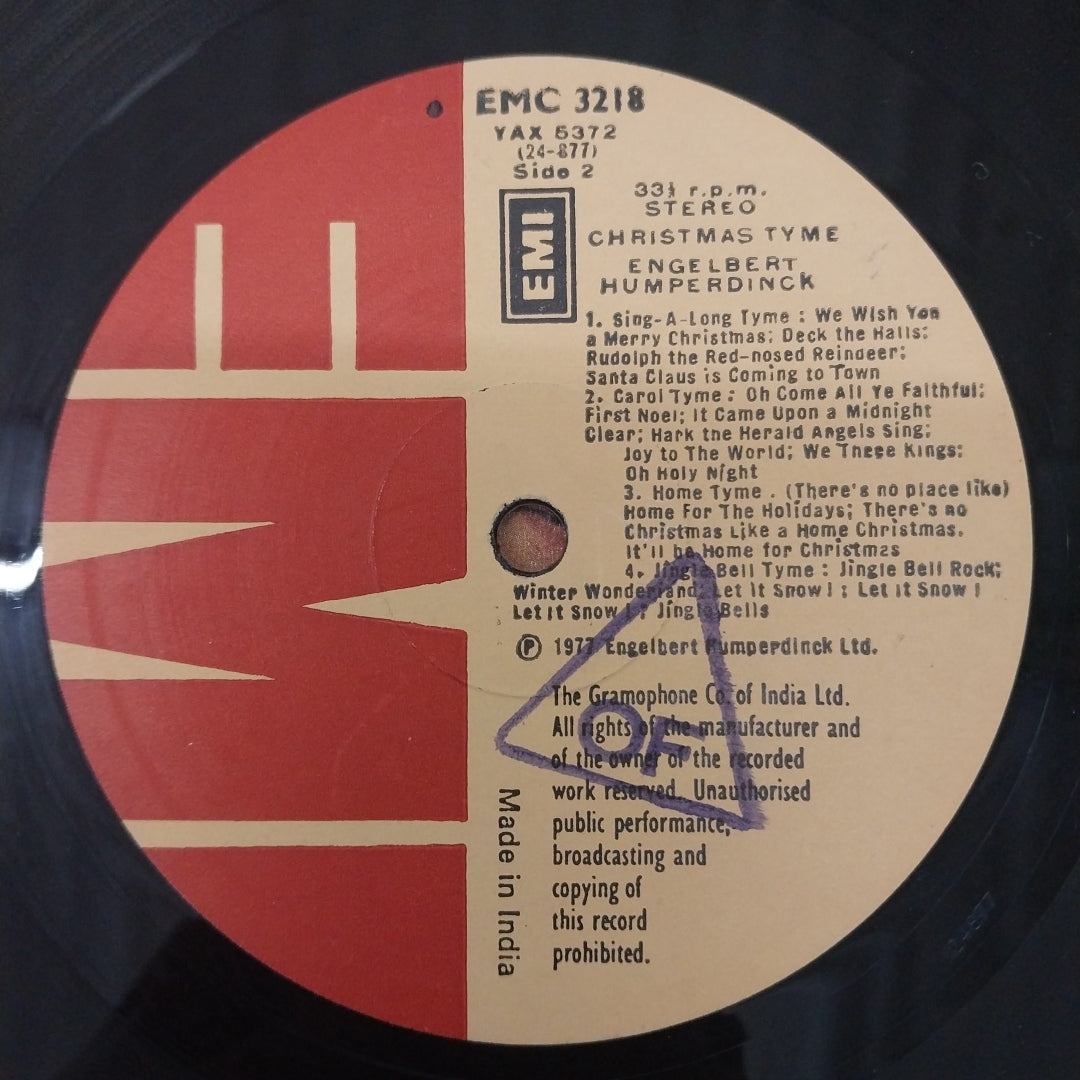 EMC 3218
YAX 5372
(24-877)
Side 2
EMI
33⅓ r.p.m.
STEREO
CHRISTMAS TYME
ENGELBERT
HUMPERDINCK
1. Sing-A-Long Tyme : We Wish You
a Merry Christmas; Deck the Halls;
Rudolph the Red-nosed Reindeer;
Santa Claus is Coming to Town
2. Carol Tyme : Oh Come All Ye Faithful;
First Noel; It Came Upon a Midnight
Clear; Hark the Herald Angels Sing;
Joy to The World; We Three Kings;
Oh Holy Night
3. Home Tyme . (There's no place like)
Home For The Holidays; There's no
Christmas Like a Home Christmas.
It'll be Home for Christmas
4. Jingle Bell Tyme : Jingle Bell Rock;
Winter Wonderland; Let It Snow! ; Let It Snow !
Let It Snow ! ; Jingle Bells
Ⓟ 1977 Engelbert Humperdinck Ltd.
The Gramophone Co. of India Ltd.
All rights of the manufacturer and
of the owner of the recorded
work reserved. Unauthorised
public performance,
broadcasting and
copying of
this record
prohibited.
Made in India
OF
EMI